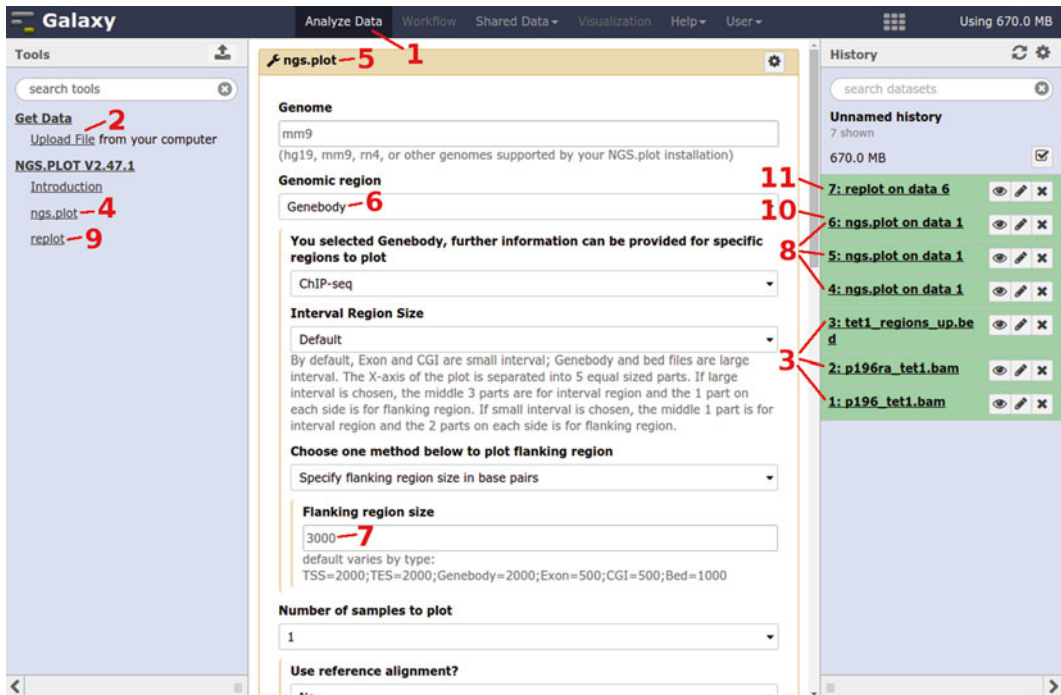 Galaxy
Analyze Data Workflow Shared Data Visualization Help User
Using 670.0 MB
1
Tools
search tools
Get Data
2
Upload File from your computer
NGS.PLOT V2.47.1
Introduction
ngs.plot 4
replot 9
ngs.plot 5
Genome
mm9
(hg19, mm9, rn4, or other genomes supported by your NGS.plot installation)
Genomic region
Genebody 6
You selected Genebody, further information can be provided for specific
regions to plot
ChIP-seq
Interval Region Size
Default
By default, Exon and CGI are small interval; Genebody and bed files are large
interval. The X-axis of the plot is separated into 5 equal sized parts. If large
interval is chosen, the middle 3 parts are for interval region and the 1 part on
each side is for flanking region. If small interval is chosen, the middle 1 part is for
interval region and the 2 parts on each side is for flanking region.
Choose one method below to plot flanking region
Specify flanking region size in base pairs
Flanking region size
3000 7
default varies by type:
TSS=2000;TES=2000;Genebody=2000;Exon=500;CGI=500;Bed=1000
Number of samples to plot
1
Use reference alignment?
History
search datasets
Unnamed history
7 shown
670.0 MB
11
7: replot on data 6
10
6: ngs.plot on data 1
8
5: ngs.plot on data 1
4: ngs.plot on data 1
3: tet1_regions_up.be
d
3
2: p196ra_tet1.bam
1: p196_tet1.bam